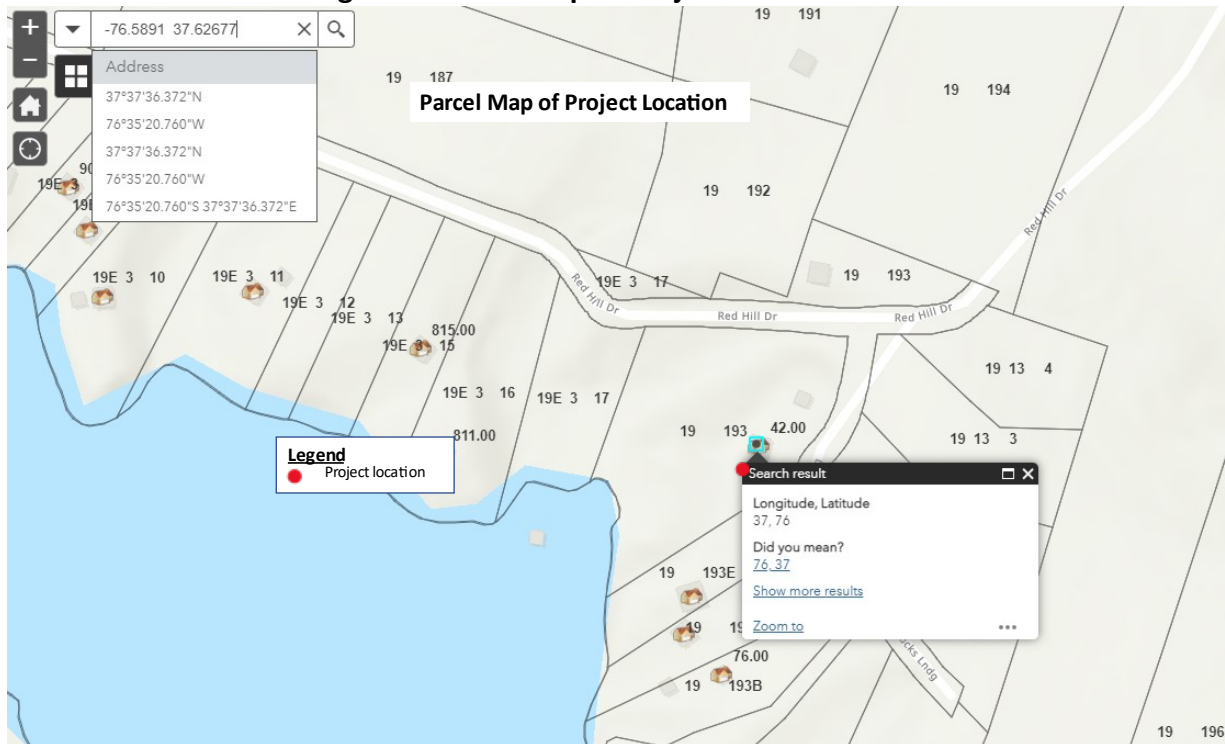 19 191
-76.5891 37.62677
Address
37°37'36.372"N
76°35'20.760"W
37°37'36.372"N
76°35'20.760"W
76°35'20.760"S 37°37'36.372"E
19 187
Parcel Map of Project Location
19 194
90
19E 3
19E
19 192
Red Hill Dr
19E 3 10
19E 3 11
19E 3 12
19E 3 13
815.00
19E 3 15
19E 3 17
19 193
Red Hill Dr
Red Hill Dr
Red Hill Dr
19 13 4
19E 3 16
19E 3 17
811.00
19 193
42.00
19 13 3
Legend
Project location
Search result
Longitude, Latitude
37, 76
Did you mean?
76, 37
Show more results
Zoom to
19 193E
19
76.00
19 193B
Lndg
19 196